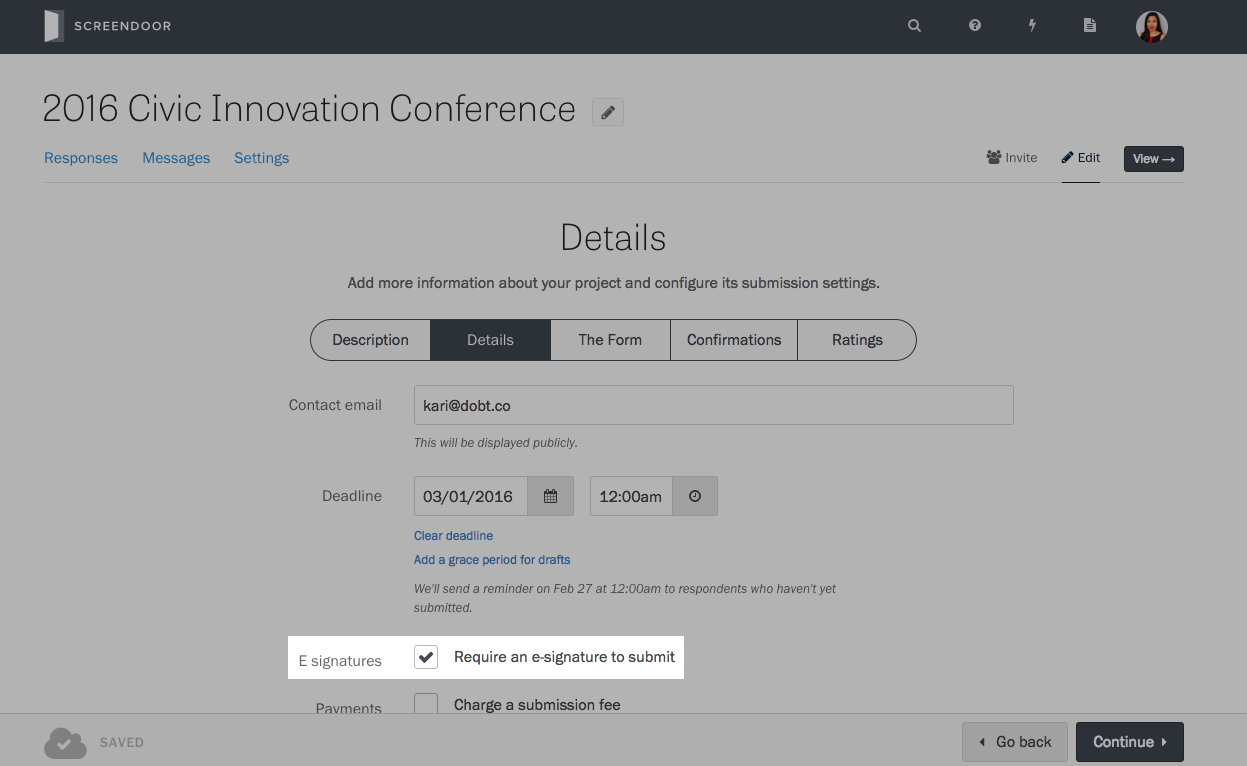 SCREENDOOR
2016 Civic Innovation Conference
Responses Messages Settings Invite Edit View →
Details
Add more information about your project and configure its submission settings.
Description Details The Form Confirmations Ratings
Contact email kari@dobt.co
This will be displayed publicly.
Deadline 03/01/2016 12:00am
Clear deadline
Add a grace period for drafts
We'll send a reminder on Feb 27 at 12:00am to respondents who haven't yet
submitted.
E signatures Require an e-signature to submit
Payments Charge a submission fee
SAVED Go back Continue